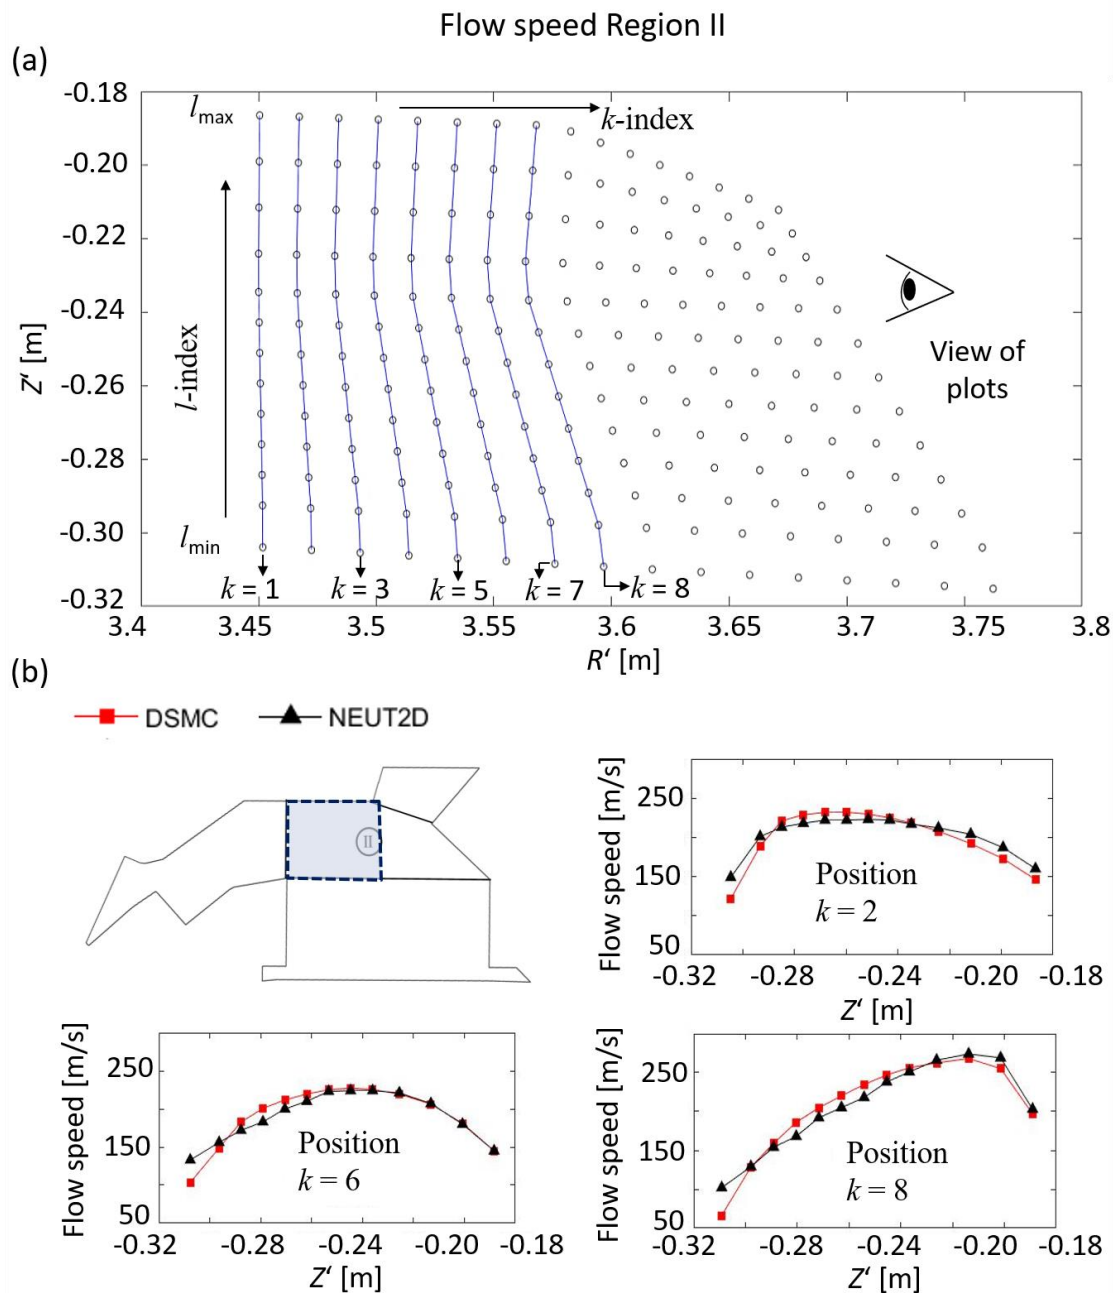 Flow speed Region II
(a)
-0.18
-0.20
-0.22
-0.24
-0.26
-0.28
-0.30
-0.32
Z‘ [m]
lmax
k-index
l-index
lmin
View of
plots
k = 1
k = 3
k = 5
k = 7
k = 8
3.4
3.45
3.5
3.55
3.6
3.65
3.7
3.75
3.8
R‘ [m]
(b)
DSMC
NEUT2D
II
Flow speed [m/s]
250
150
50
Position
k = 2
-0.32
-0.28
-0.24
-0.20
-0.18
Z‘ [m]
Flow speed [m/s]
250
150
50
Position
k = 6
-0.32
-0.28
-0.24
-0.20
-0.18
Z‘ [m]
Flow speed [m/s]
250
150
50
Position
k = 8
-0.32
-0.28
-0.24
-0.20
-0.18
Z‘ [m]